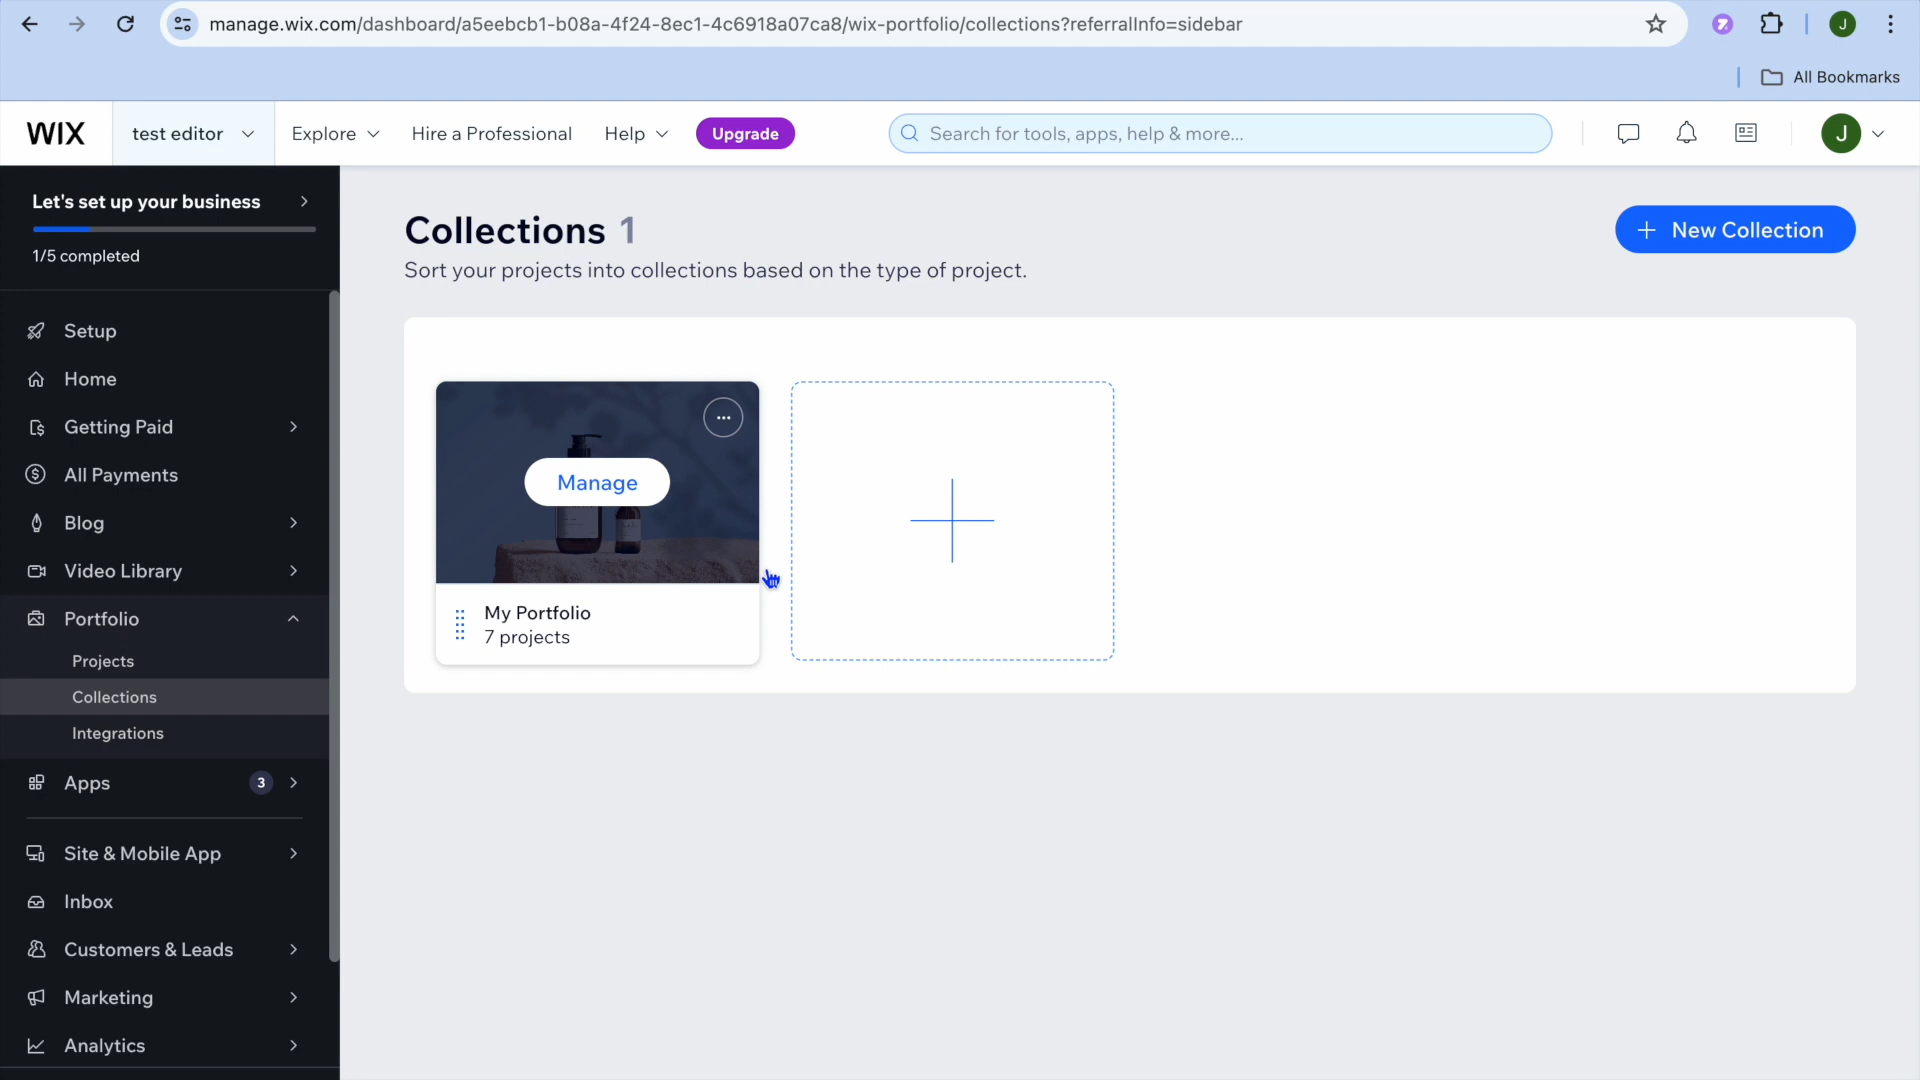 manage.wix.com/dashboard/a5eebcb1-b08a-4f24-8ec1-4c6918a07ca8/wix-portfolio/collections?referralInfo=sidebar
J
All Bookmarks
WIX
test editor
Explore
Hire a Professional
Help
Upgrade
Search for tools, apps, help & more...
J
Let's set up your business
1/5 completed
Setup
Home
Getting Paid
All Payments
Blog
Video Library
Portfolio
Projects
Collections
Integrations
Apps
3
Site & Mobile App
Inbox
Customers & Leads
Marketing
Analytics
Collections 1
Sort your projects into collections based on the type of project.
+ New Collection
Manage
My Portfolio
7 projects